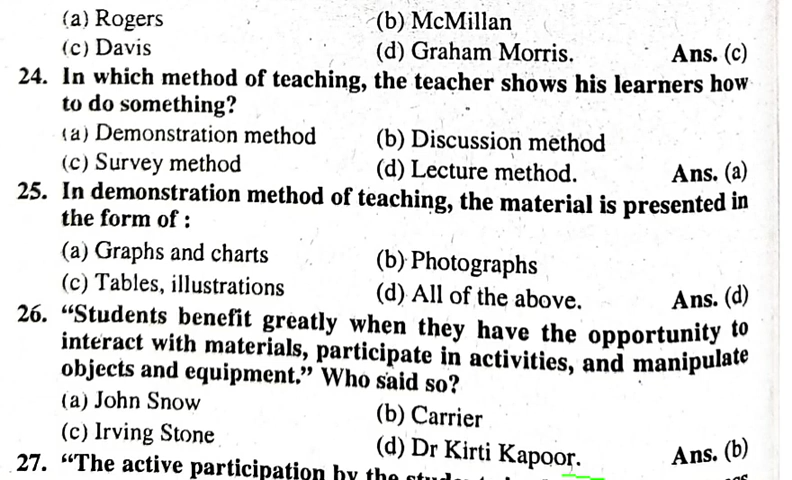 (a) Rogers (b) McMillan
(c) Davis (d) Graham Morris. Ans. (c)
24. In which method of teaching, the teacher shows his learners how
to do something?
(a) Demonstration method (b) Discussion method
(c) Survey method (d) Lecture method. Ans. (a)
25. In demonstration method of teaching, the material is presented in
the form of :
(a) Graphs and charts (b) Photographs
(c) Tables, illustrations (d) All of the above. Ans. (d)
26. “Students benefit greatly when they have the opportunity to
interact with materials, participate in activities, and manipulate
objects and equipment.” Who said so?
(a) John Snow (b) Carrier
(c) Irving Stone (d) Dr Kirti Kapoor. Ans. (b)
27. “The active participation by the